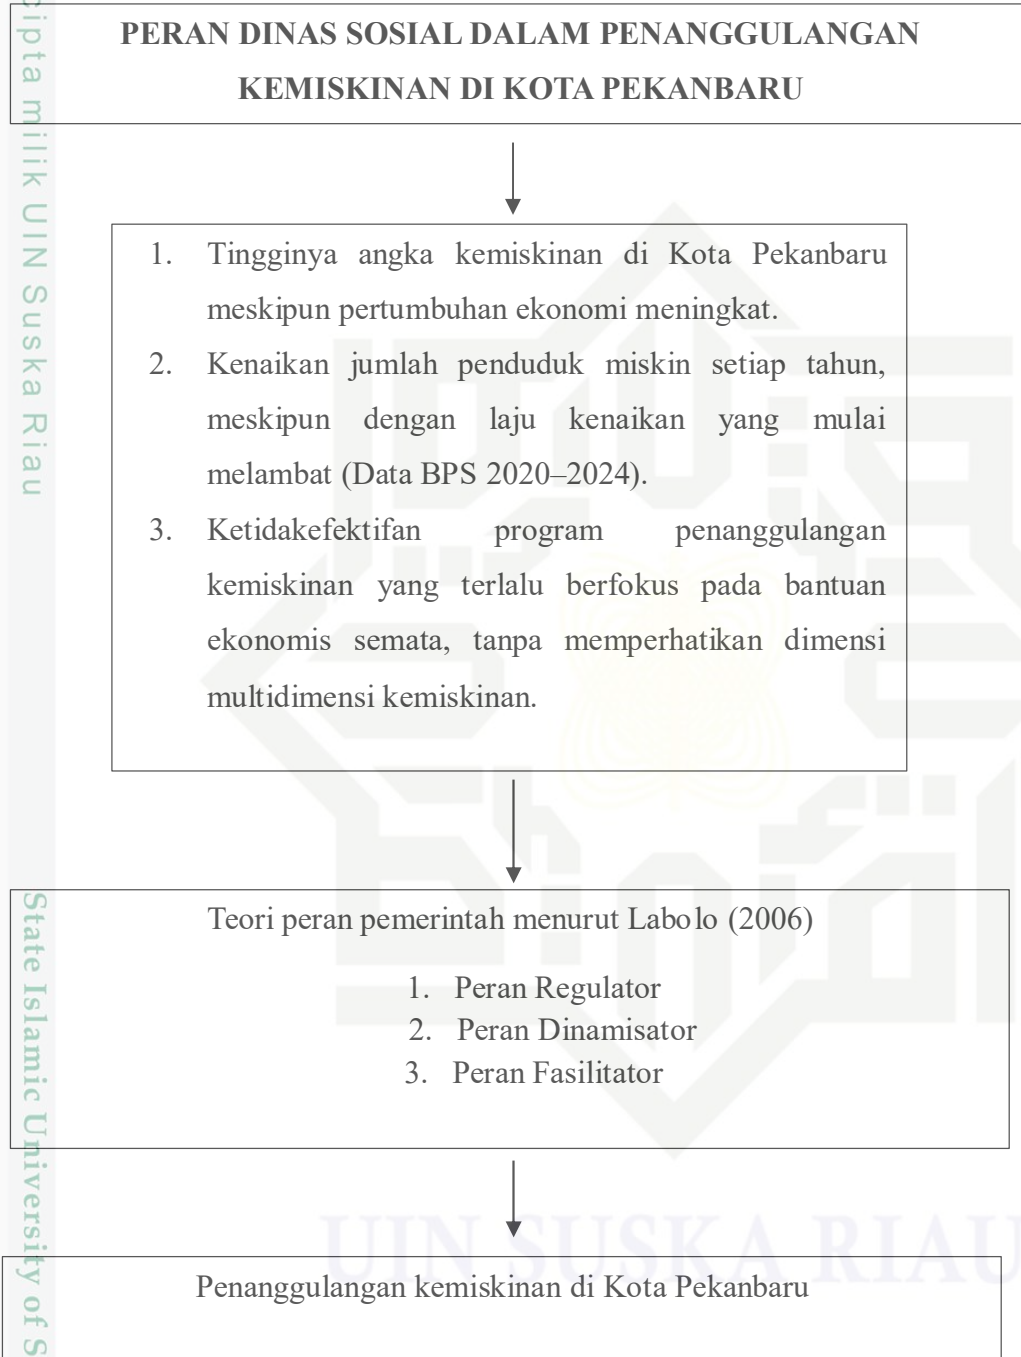 PERAN DINAS SOSIAL DALAM PENANGGULANGAN
KEMISKINAN DI KOTA PEKANBARU
1. Tingginya angka kemiskinan di Kota Pekanbaru
meskipun pertumbuhan ekonomi meningkat.
2. Kenaikan jumlah penduduk miskin setiap tahun,
meskipun dengan laju kenaikan yang mulai
melambat (Data BPS 2020–2024).
3. Ketidakefektifan program penanggulangan
kemiskinan yang terlalu berfokus pada bantuan
ekonomis semata, tanpa memperhatikan dimensi
multidimensi kemiskinan.
Teori peran pemerintah menurut Labolo (2006)
1. Peran Regulator
2. Peran Dinamisator
3. Peran Fasilitator
Penanggulangan kemiskinan di Kota Pekanbaru
cipta milik UIN Suska Riau
State Islamic University of S
UIN SUSKA RIAU